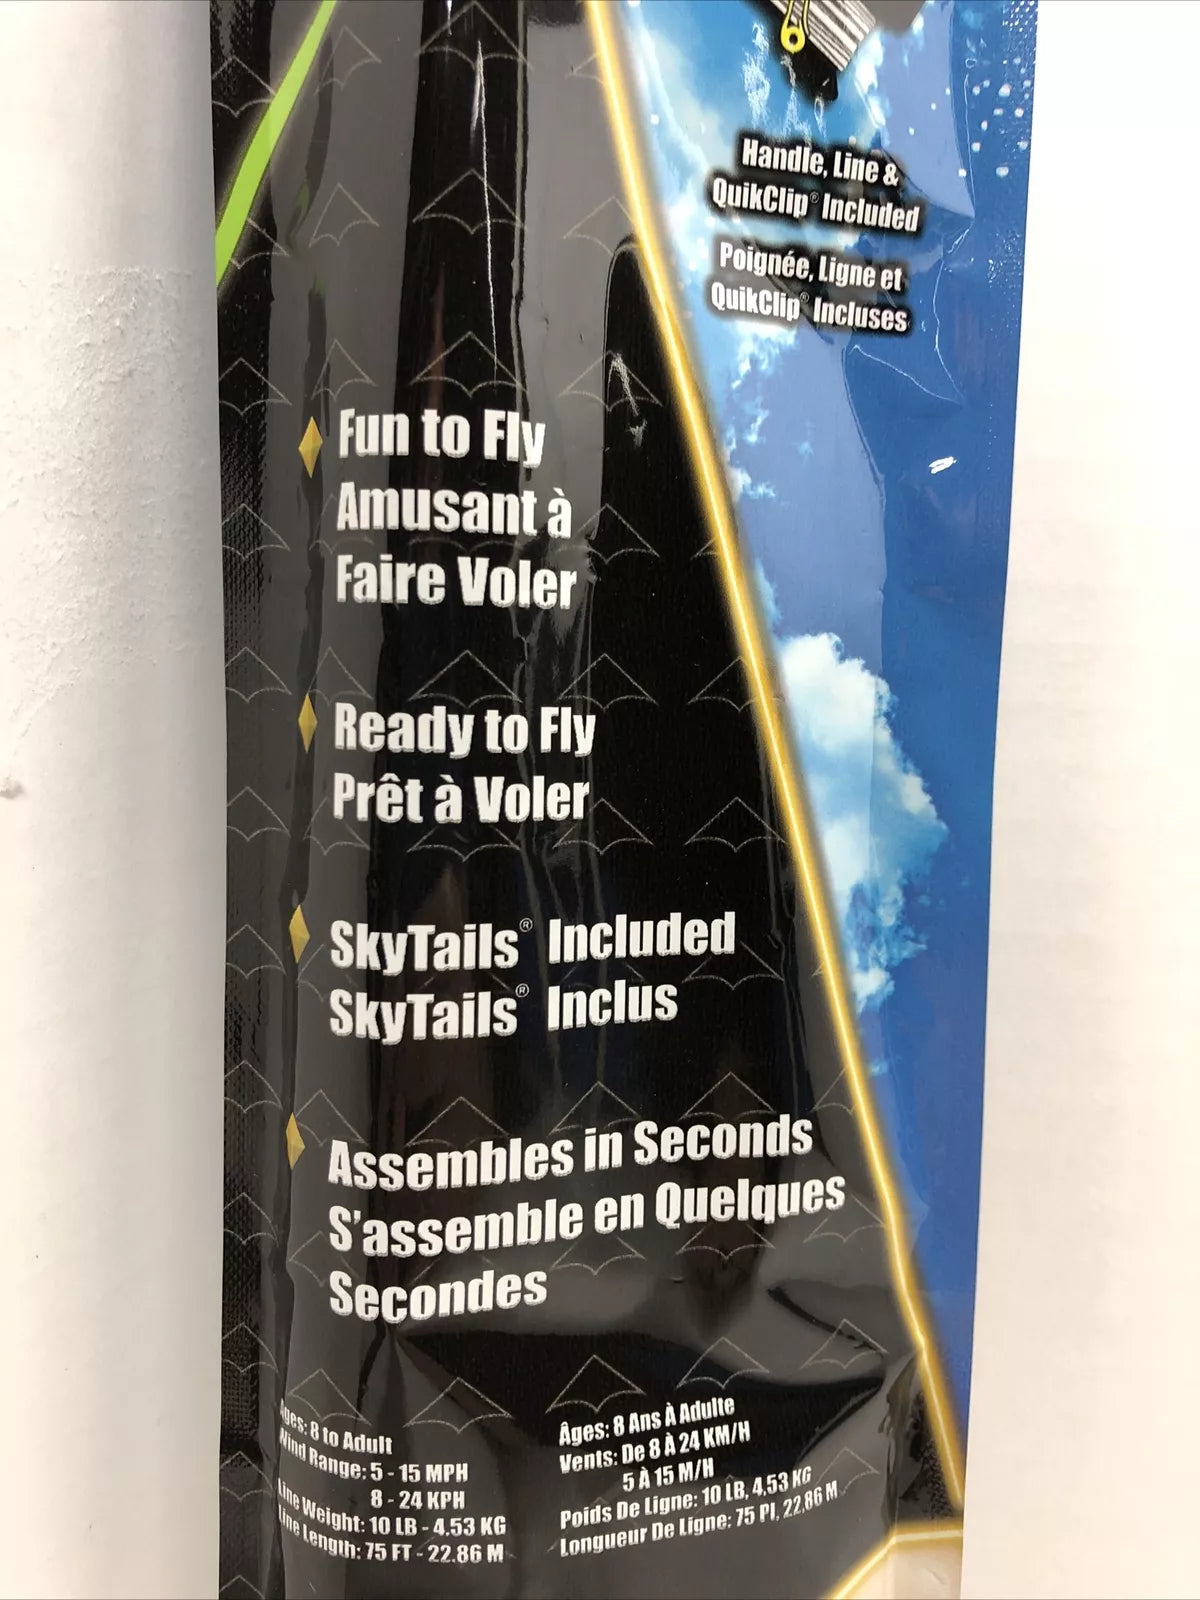 Handle, Line &
QuikClip® Included
Poignée, Ligne et
QuikClip® Incluses
Fun to Fly
Amusant à
Faire Voler
Ready to Fly
Prêt à Voler
SkyTails® Included
SkyTails® Inclus
Assembles in Seconds
S'assemble en Quelques
Secondes
Ages: 8 to Adult
Wind Range: 5 - 15 MPH
8 - 24 KPH
Line Weight: 10 LB - 4.53 KG
Line Length: 75 FT - 22.86 M
Âges: 8 Ans À Adulte
Vents: De 8 À 24 KM/H
5 À 15 M/H
Poids De Ligne: 10 LB, 4,53 KG
Longueur De Ligne: 75 PI, 22,86 M